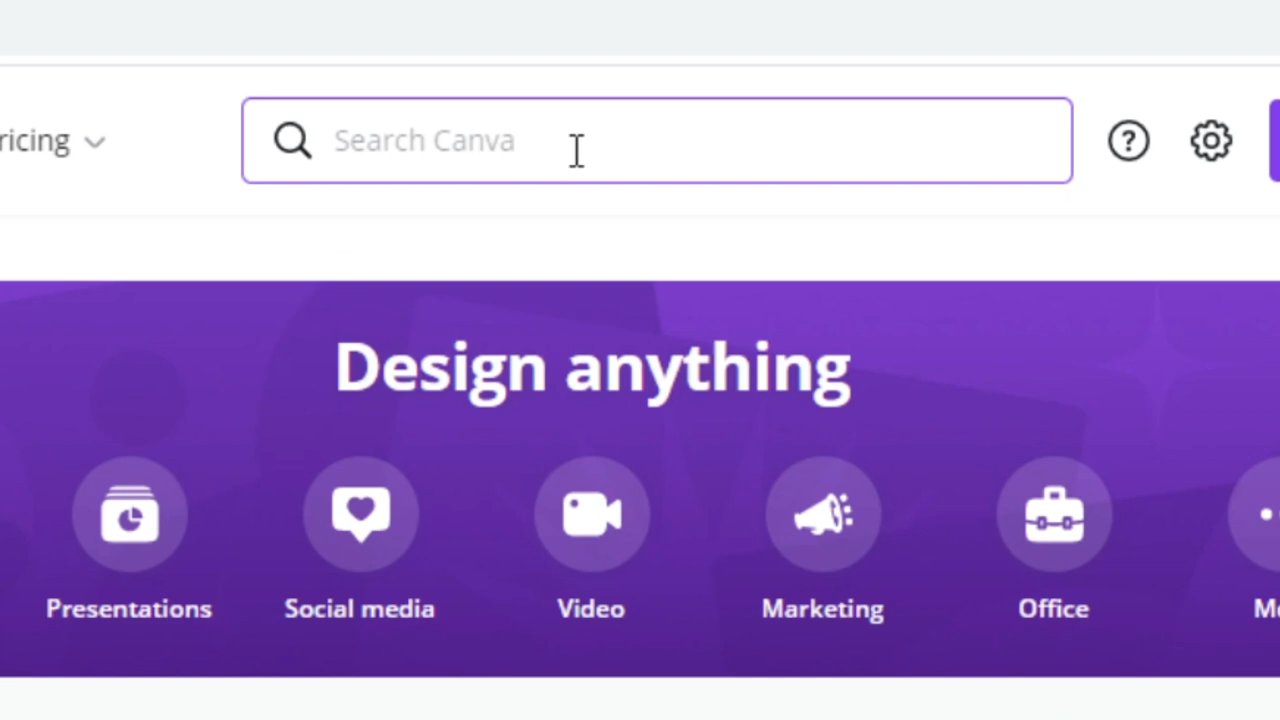 ricing
Search Canva
Design anything
Presentations
Social media
Video
Marketing
Office